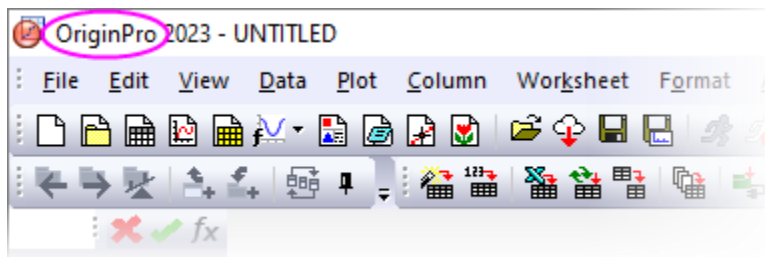 OriginPro 2023 - UNTITLED
File Edit View Data Plot Column Worksheet Format
123
fx